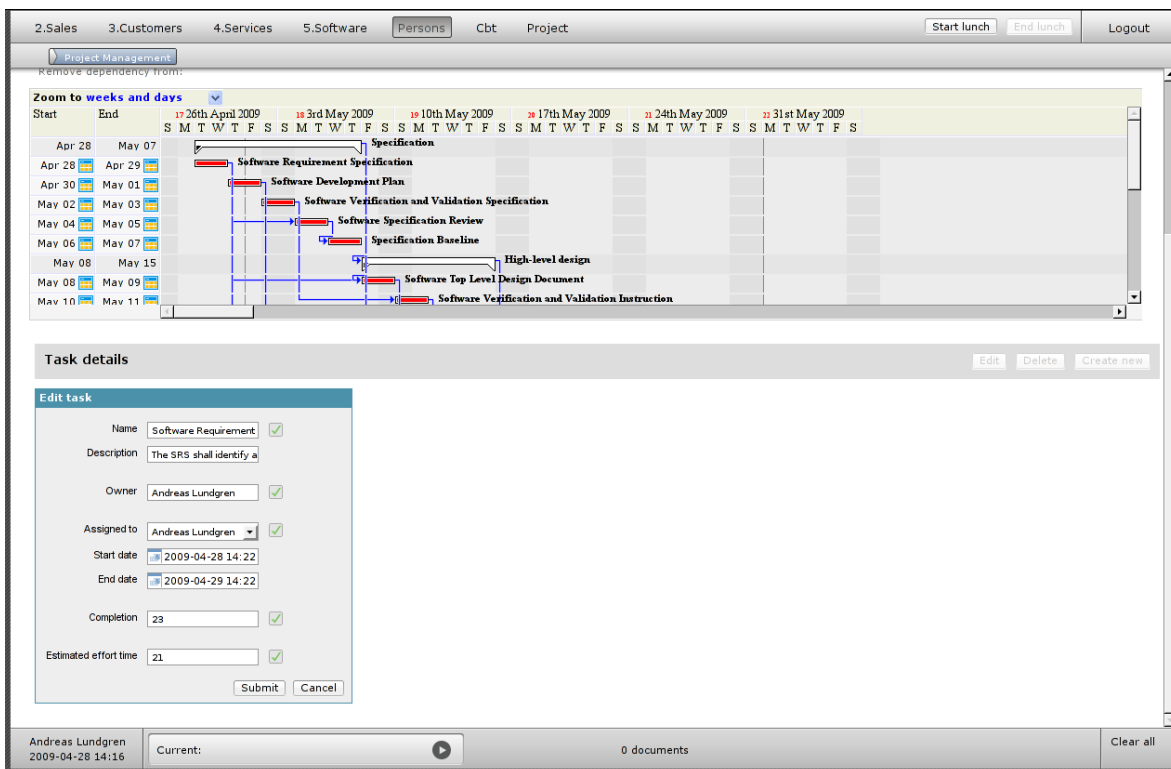 2.Sales 3.Customers 4.Services 5.Software Persons Cbt Project Start lunch End lunch Logout
Project Management
Remove dependency from:
Zoom to weeks and days
Start End 17 26th April 2009 18 3rd May 2009 19 10th May 2009 20 17th May 2009 21 24th May 2009 22 31st May 2009
S M T W T F S S M T W T F S S M T W T F S S M T W T F S S M T W T F S S M T W T F S
Apr 28 May 07 Specification
Apr 28 Apr 29 Software Requirement Specification
Apr 30 May 01 Software Development Plan
May 02 May 03 Software Verification and Validation Specification
May 04 May 05 Software Specification Review
May 06 May 07 Specification Baseline
May 08 May 15 High-level design
May 08 May 09 Software Top Level Design Document
May 10 May 11 Software Verification and Validation Instruction
Task details Edit Delete Create new
Edit task
Name Software Requirement
Description The SRS shall identify a
Owner Andreas Lundgren
Assigned to Andreas Lundgren
Start date 2009-04-28 14:22
End date 2009-04-29 14:22
Completion 23
Estimated effort time 21
Submit Cancel
Andreas Lundgren
2009-04-28 14:16
Current:
0 documents
Clear all